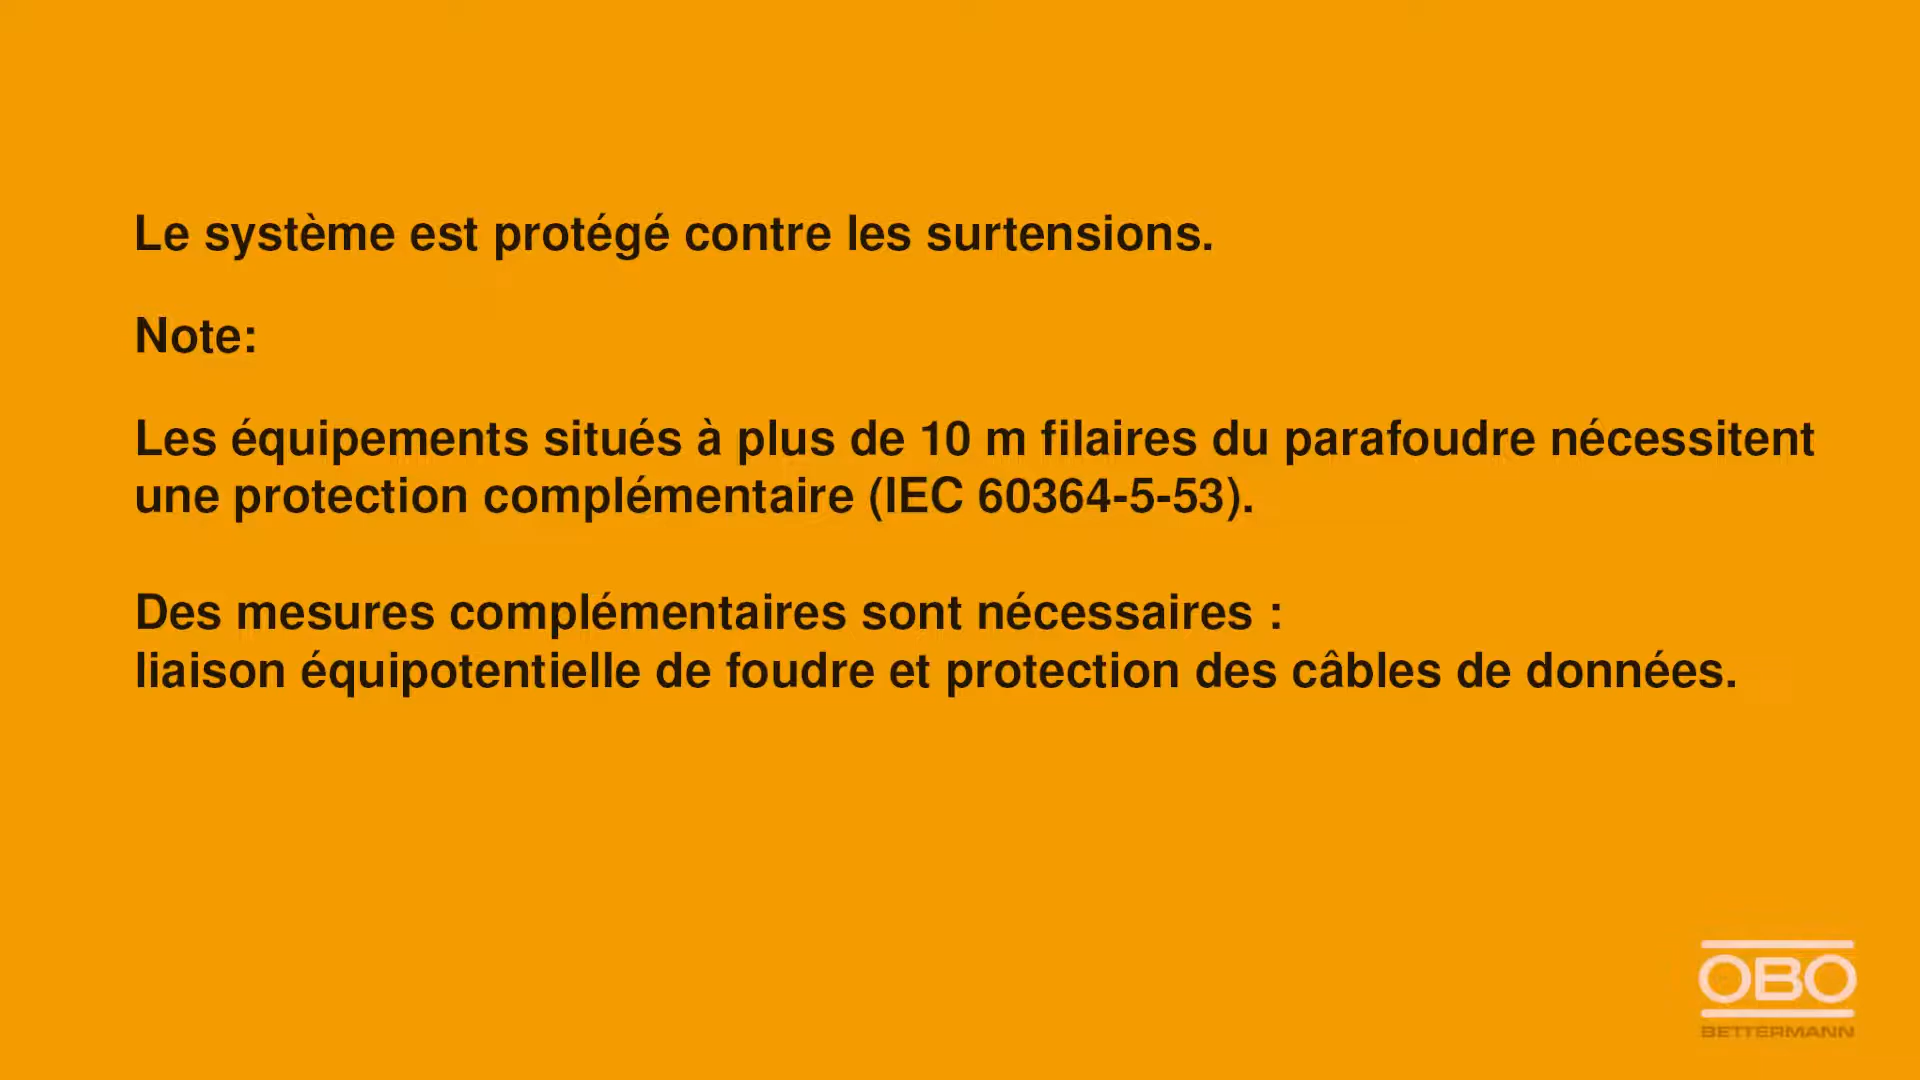 Le système est protégé contre les surtensions.
Note:
Les équipements situés à plus de 10 m filaires du parafoudre nécessitent
une protection complémentaire (IEC 60364-5-53).
Des mesures complémentaires sont nécessaires :
liaison équipotentielle de foudre et protection des câbles de données.
OBO
BETTERMANN